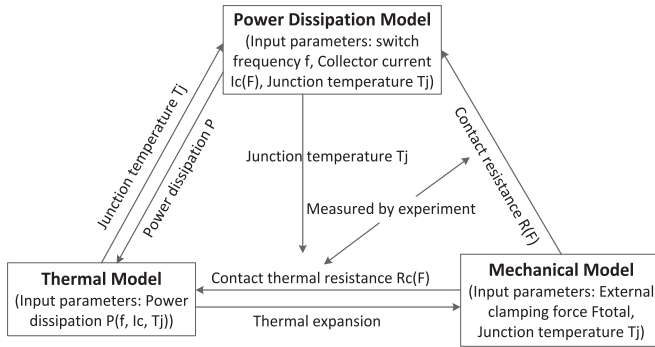 Power Dissipation Model
(Input parameters: switch
frequency f, Collector current
Ic(F), Junction temperature Tj)
Junction temperature Tj
Power dissipation P
Junction temperature Tj
Contact resistance R(F)
Measured by experiment
Thermal Model
(Input parameters: Power
dissipation P(f, Ic, Tj))
Contact thermal resistance Rc(F)
Thermal expansion
Mechanical Model
(Input parameters: External
clamping force Ftotal,
Junction temperature Tj)